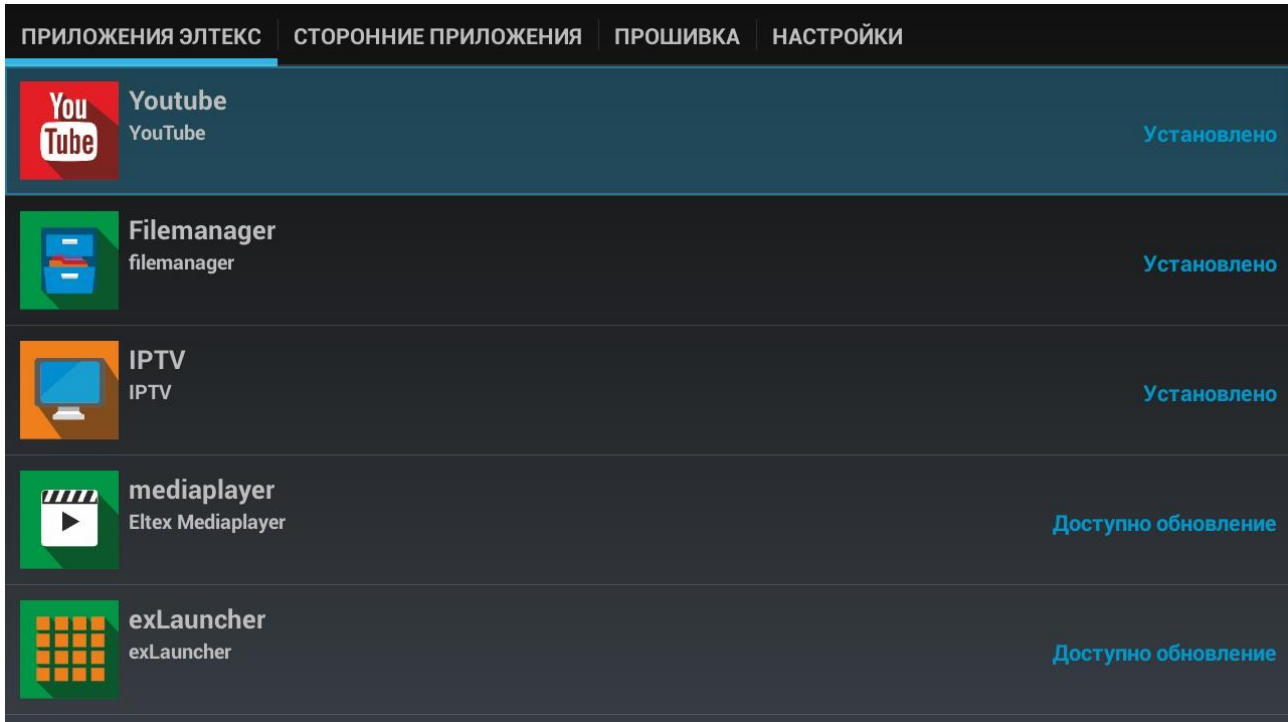 ПРИЛОЖЕНИЯ ЭЛТЕКС СТОРОННИЕ ПРИЛОЖЕНИЯ ПРОШИВКА НАСТРОЙКИ
You
Tube
Youtube
YouTube
Установлено
Filemanager
filemanager
Установлено
IPTV
IPTV
Установлено
mediaplayer
Eltex Mediaplayer
Доступно обновление
exLauncher
exLauncher
Доступно обновление